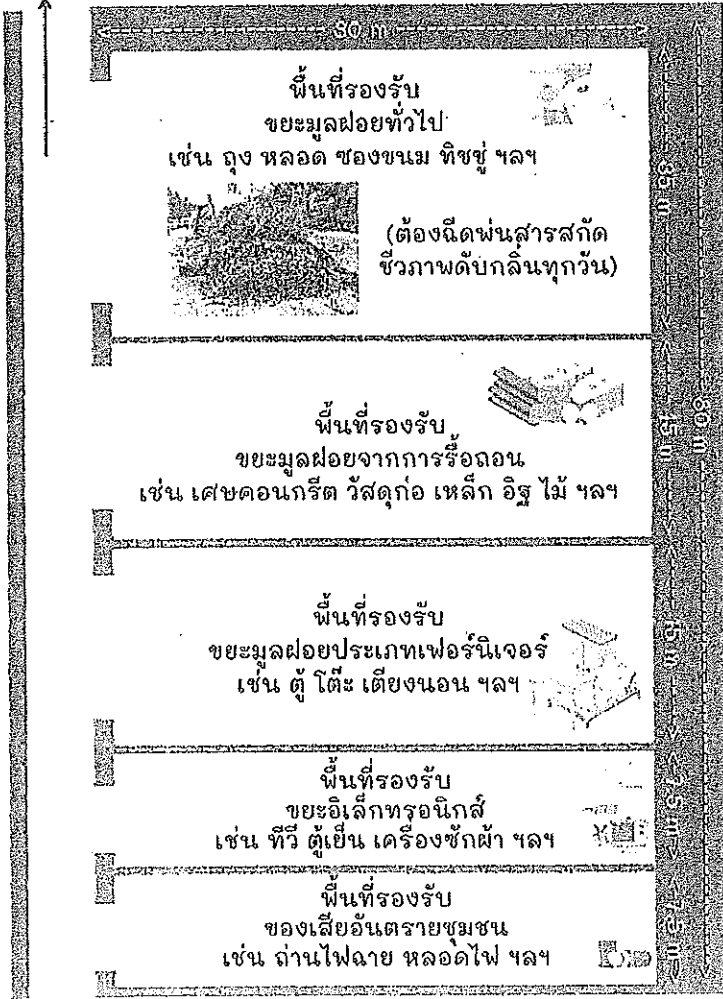 พื้นที่รองรับ
ขยะมูลฝอยทั่วไป
เช่น ถุง หลอด ซองขนม ทิชชู่ ฯลฯ
(ต้องฉีดพ่นสารสกัด
ชีวภาพดับกลิ่นทุกวัน)
พื้นที่รองรับ
ขยะมูลฝอยจากการรื้อถอน
เช่น เศษคอนกรีต วัสดุก่อ เหล็ก อิฐ ไม้ ฯลฯ
15 m
พื้นที่รองรับ
ขยะมูลฝอยประเภทเฟอร์นิเจอร์
เช่น ตู้ โต๊ะ เตียงนอน ฯลฯ
15 m
พื้นที่รองรับ
ขยะอิเล็กทรอนิกส์
เช่น ทีวี ตู้เย็น เครื่องซักผ้า ฯลฯ
7.5 m
พื้นที่รองรับ
ของเสียอันตรายชุมชน
เช่น ถ่านไฟฉาย หลอดไฟ ฯลฯ
7.5 m